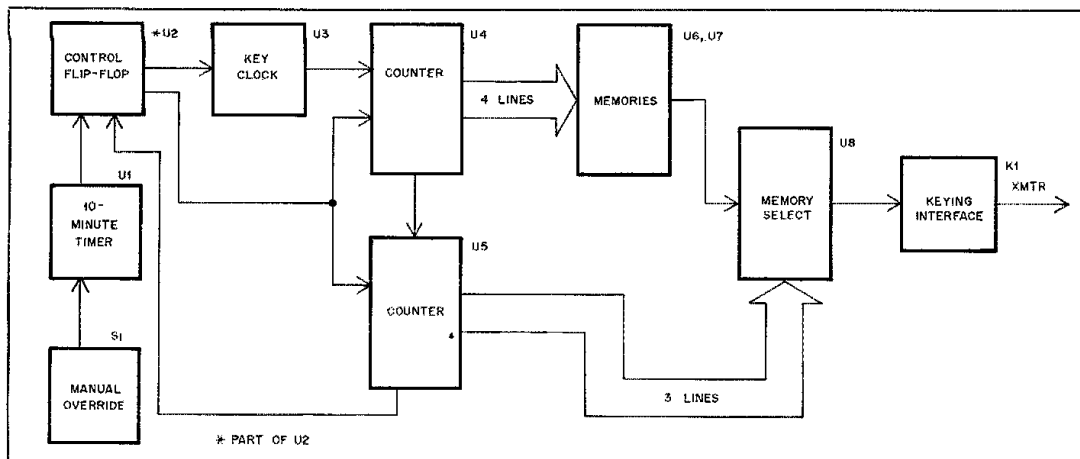 *U2
CONTROL
FLIP-FLOP
U3
KEY
CLOCK
U4
COUNTER
4 LINES
U6, U7
MEMORIES
U8
MEMORY
SELECT
K1
XMTR
KEYING
INTERFACE
U1
10-
MINUTE
TIMER
U5
COUNTER
S1
MANUAL
OVERRIDE
3 LINES
* PART OF U2